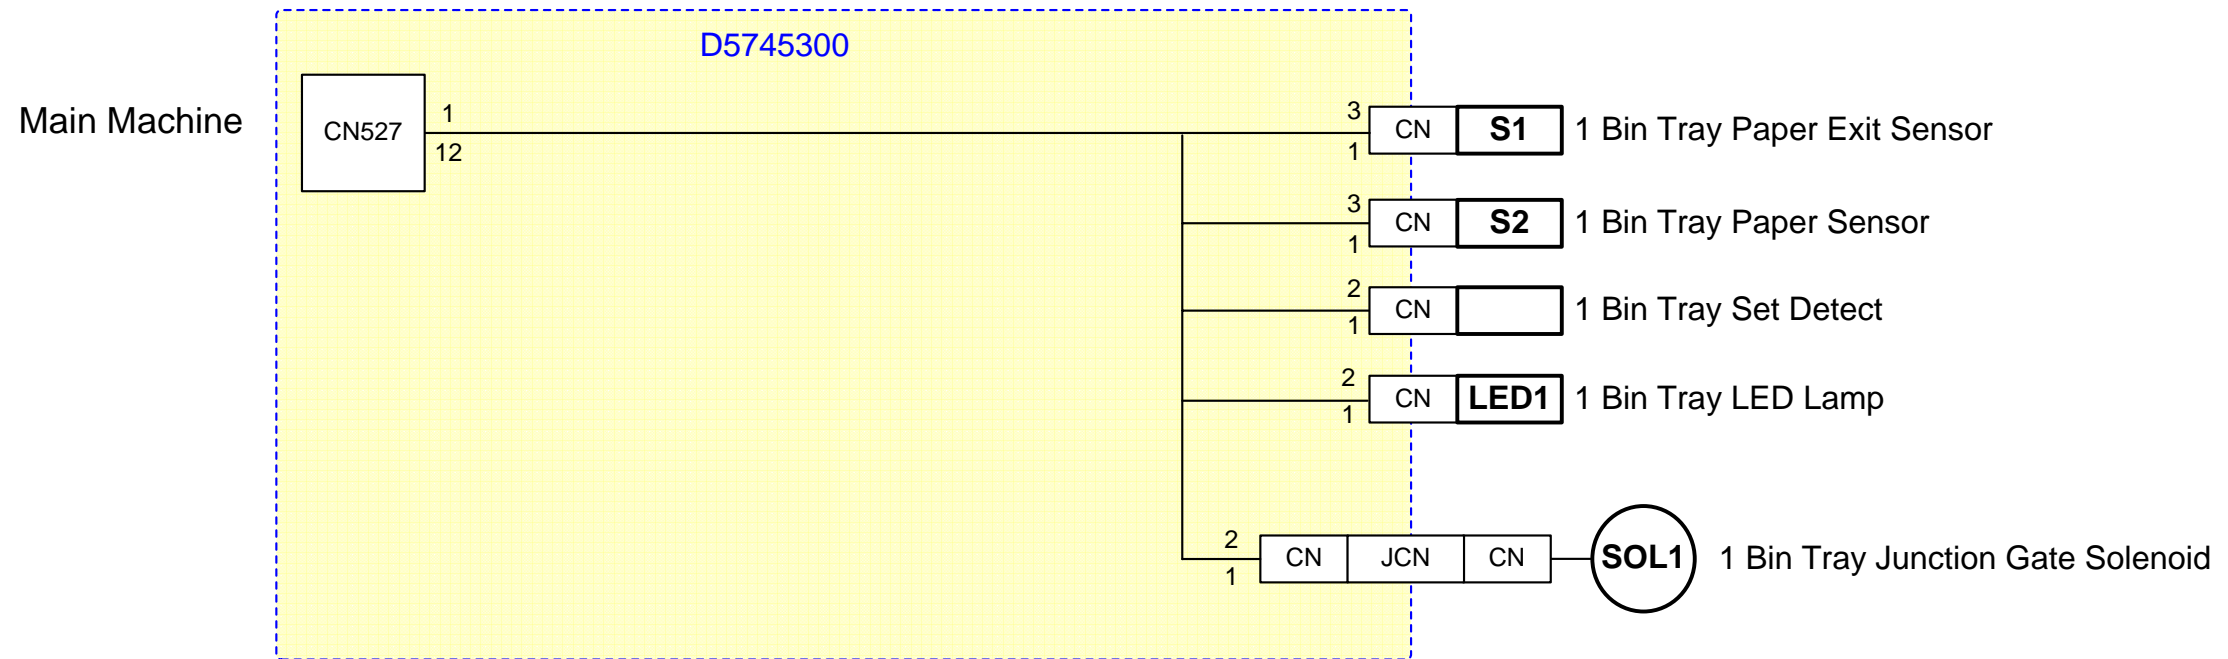 D5745300
Main Machine
CN527
1
12
3
1
CN
S1
1 Bin Tray Paper Exit Sensor
3
1
CN
S2
1 Bin Tray Paper Sensor
2
1
CN
1 Bin Tray Set Detect
2
1
CN
LED1
1 Bin Tray LED Lamp
2
1
CN
JCN
CN
SOL1
1 Bin Tray Junction Gate Solenoid